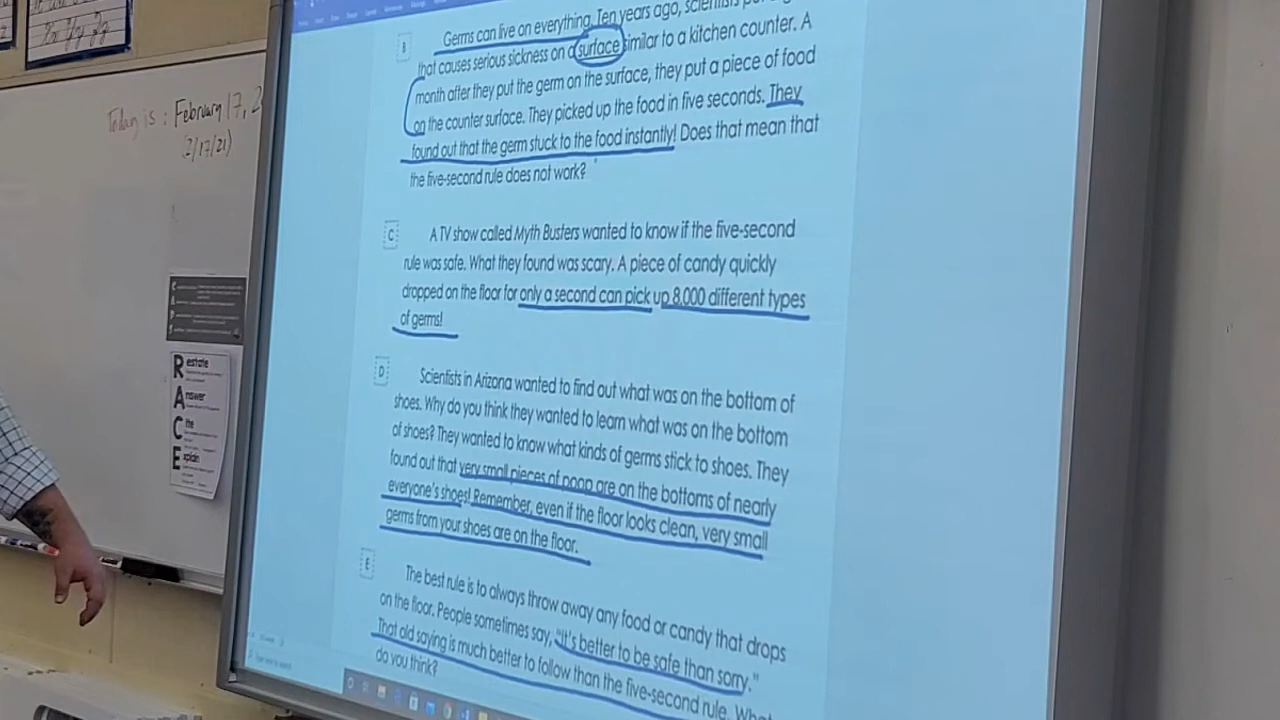 Today is : February 17, 2
(2/17/21)
R estate
A nswer
C ite
E xplain
B
Germs can live on everything. Ten years ago, scientists
that causes serious sickness on a surface similar to a kitchen counter. A
month after they put the germ on the surface, they put a piece of food
on the counter surface. They picked up the food in five seconds. They
found out that the germ stuck to the food instantly! Does that mean that
the five-second rule does not work?
C
A TV show called Myth Busters wanted to know if the five-second
rule was safe. What they found was scary. A piece of candy quickly
dropped on the floor for only a second can pick up 8,000 different types
of germs!
D
Scientists in Arizona wanted to find out what was on the bottom of
shoes. Why do you think they wanted to learn what was on the bottom
of shoes? They wanted to know what kinds of germs stick to shoes. They
found out that very small pieces of poop are on the bottoms of nearly
everyone's shoes! Remember, even if the floor looks clean, very small
germs from your shoes are on the floor.
E
The best rule is to always throw away any food or candy that drops
on the floor. People sometimes say, "It's better to be safe than sorry."
That old saying is much better to follow than the five-second rule. What
do you think?